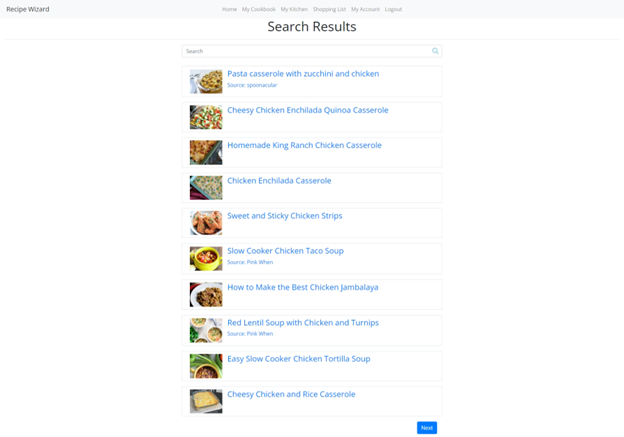 Recipe Wizard
Home My Cookbook My Kitchen Shopping List My Account Logout
Search Results
Search
Pasta casserole with zucchini and chicken
Source: spoonacular
Cheesy Chicken Enchilada Quinoa Casserole
Homemade King Ranch Chicken Casserole
Chicken Enchilada Casserole
Sweet and Sticky Chicken Strips
Slow Cooker Chicken Taco Soup
Source: Pink When
How to Make the Best Chicken Jambalaya
Red Lentil Soup with Chicken and Turnips
Source: Pink When
Easy Slow Cooker Chicken Tortilla Soup
Cheesy Chicken and Rice Casserole
Next